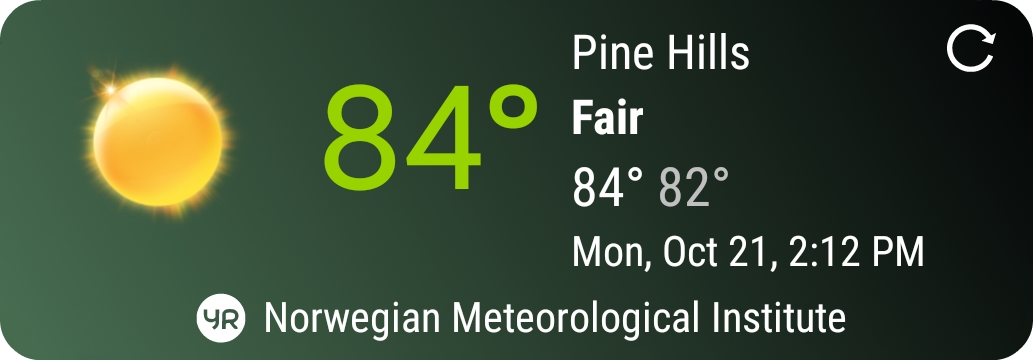 84°
Pine Hills
Fair
84° 82°
Mon, Oct 21, 2:12 PM
YR Norwegian Meteorological Institute